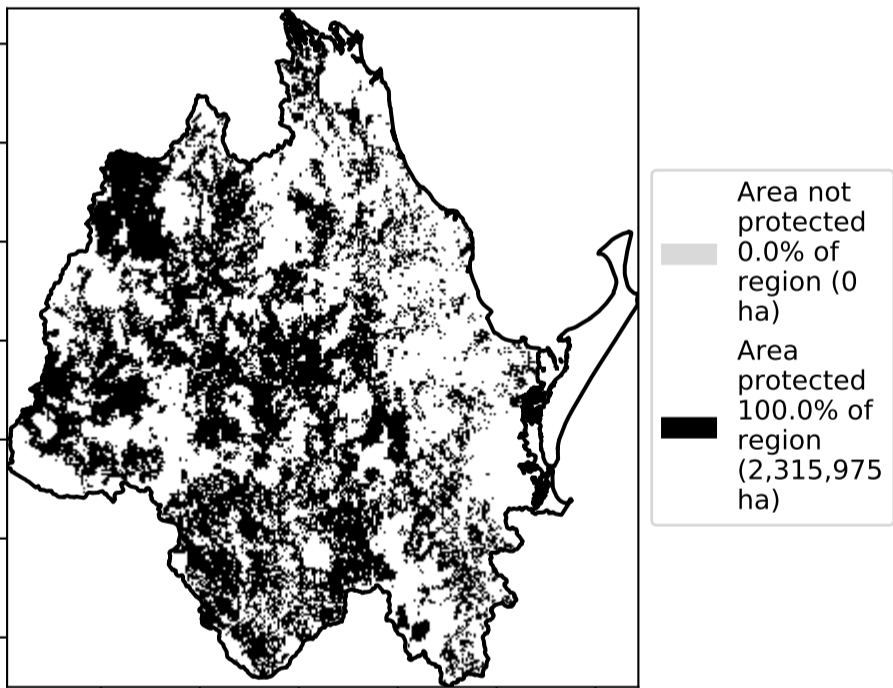 Area not
protected
0.0% of
region (0
ha)
Area
protected
100.0% of
region
(2,315,975
ha)